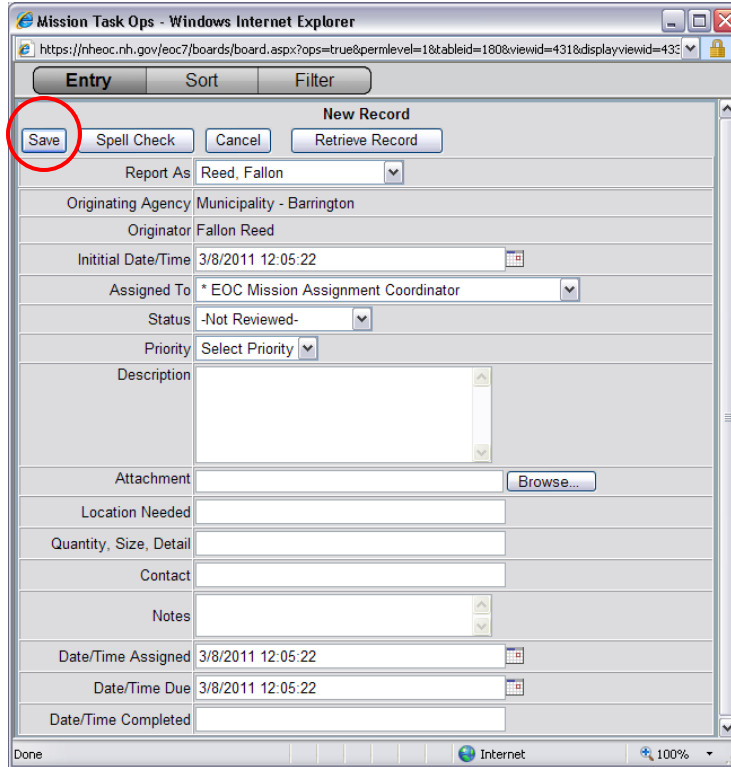 Mission Task Ops - Windows Internet Explorer
https://nheoc.nh.gov/eoc7/boards/board.aspx?ops=true&permlevel=1&tableid=180&viewid=431&displayviewid=433
Entry Sort Filter
New Record
Save Spell Check Cancel Retrieve Record
Report As Reed, Fallon
Originating Agency Municipality - Barrington
Originator Fallon Reed
Inititial Date/Time 3/8/2011 12:05:22
Assigned To * EOC Mission Assignment Coordinator
Status -Not Reviewed-
Priority Select Priority
Description
Attachment Browse...
Location Needed
Quantity, Size, Detail
Contact
Notes
Date/Time Assigned 3/8/2011 12:05:22
Date/Time Due 3/8/2011 12:05:22
Date/Time Completed
Done Internet 100%